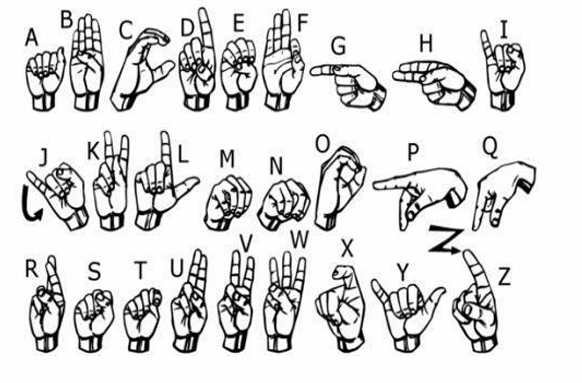 A B C D E F G H I
J K L M N O P Q
R S T U V W X Y Z